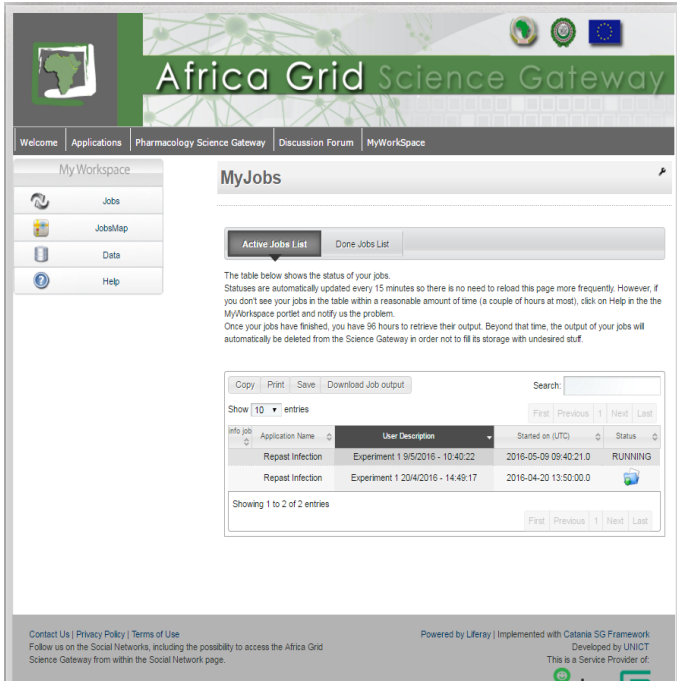 Africa Grid Science Gateway
Welcome Applications Pharmacology Science Gateway Discussion Forum MyWorkSpace
My Workspace
Jobs
JobsMap
Data
Help
MyJobs
Active Jobs List Done Jobs List
The table below shows the status of your jobs.
Statuses are automatically updated every 15 minutes so there is no need to reload this page more frequently. However, if
you don't see your jobs in the table within a reasonable amount of time (a couple of hours at most), click on Help in the the
MyWorkspace portlet and notify us the problem.
Once your jobs have finished, you have 96 hours to retrieve their output. Beyond that time, the output of your jobs will
automatically be deleted from the Science Gateway in order not to fill its storage with undesired stuff.
Copy Print Save Download Job output Search:
Show 10 entries First Previous 1 Next Last
info job Application Name User Description Started on (UTC) Status
Repast Infection Experiment 1 9/5/2016 - 10:40:22 2016-05-09 09:40:21.0 RUNNING
Repast Infection Experiment 1 20/4/2016 - 14:49:17 2016-04-20 13:50:00.0
Showing 1 to 2 of 2 entries
First Previous 1 Next Last
Contact Us | Privacy Policy | Terms of Use
Follow us on the Social Networks, including the possibility to access the Africa Grid
Science Gateway from within the Social Network page.
Powered by Liferay | Implemented with Catania SG Framework
Developed by UNICT
This is a Service Provider of: